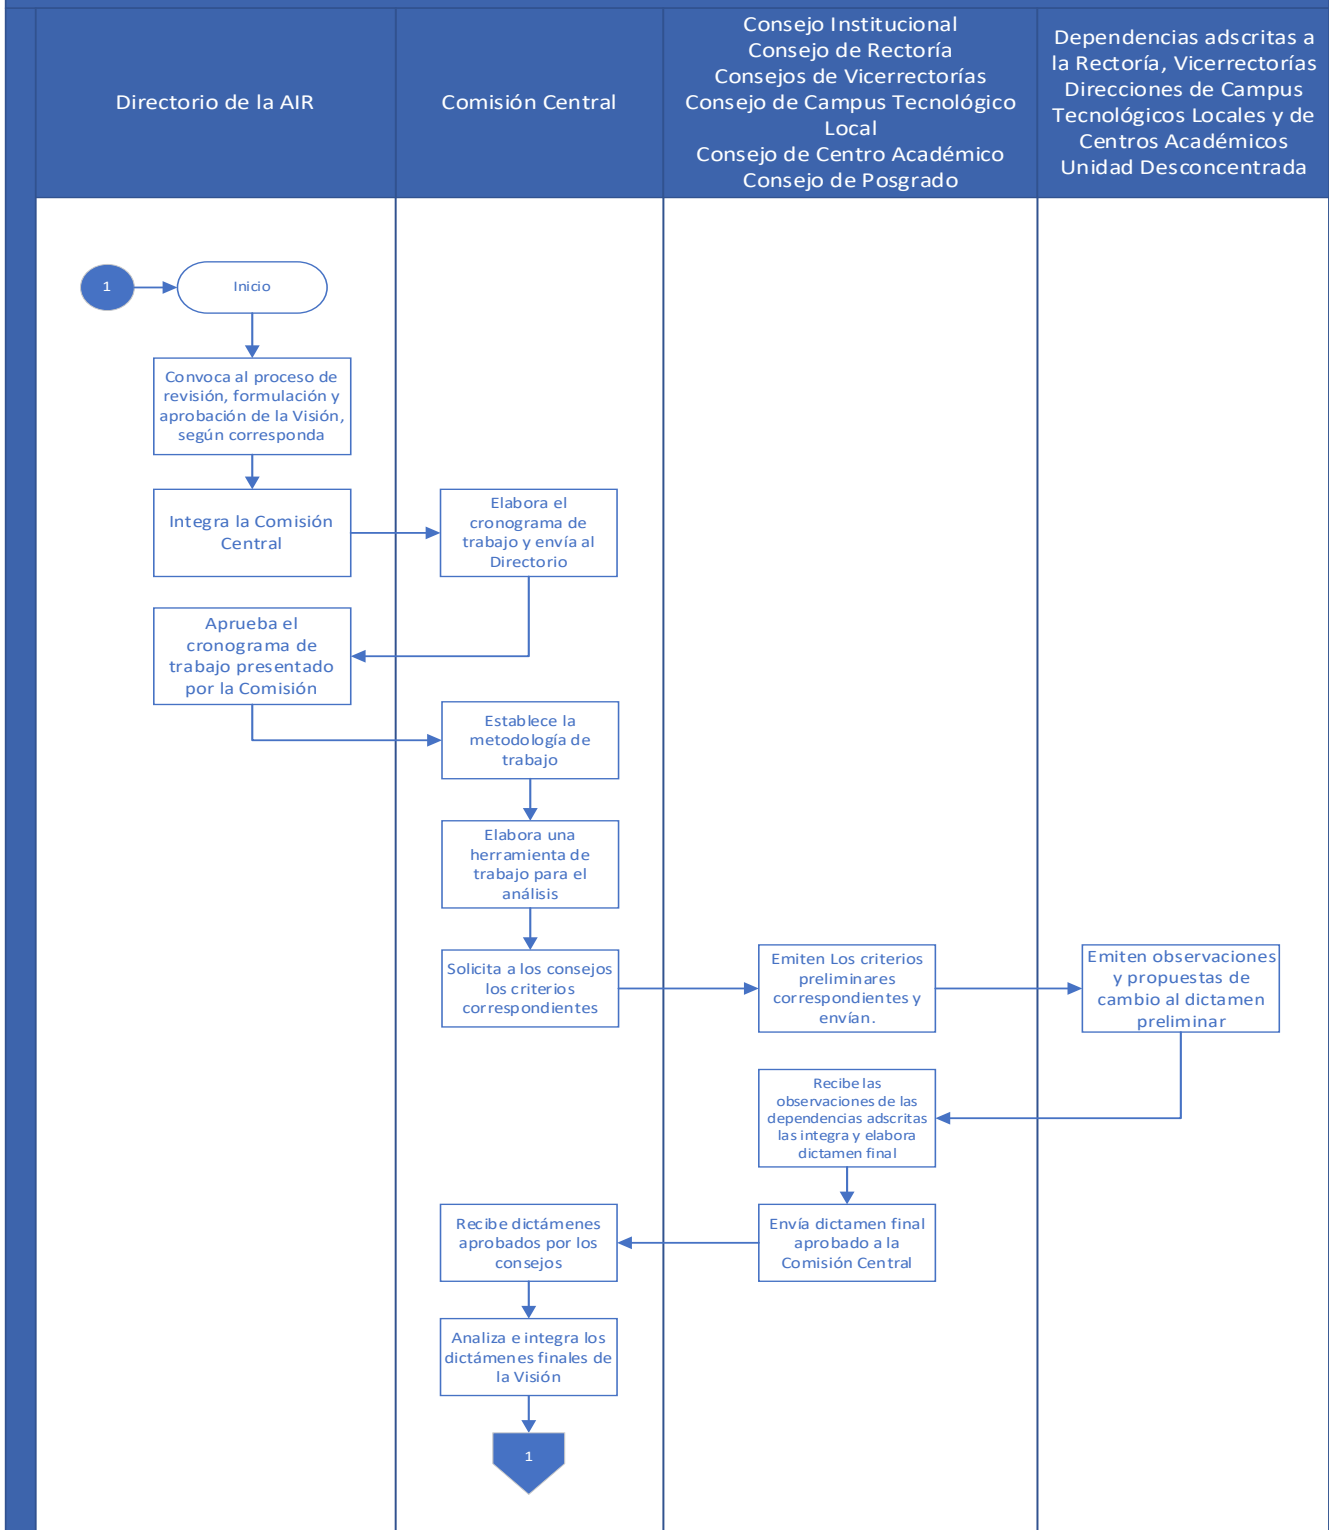 Directorio de la AIR
Comisión Central
Consejo Institucional
Consejo de Rectoría
Consejos de Vicerrectorías
Consejo de Campus Tecnológico
Local
Consejo de Centro Académico
Consejo de Posgrado
Dependencias adscritas a
la Rectoría, Vicerrectorías
Direcciones de Campus
Tecnológicos Locales y de
Centros Académicos
Unidad Desconcentrada
1
Inicio
Convoca al proceso de
revisión, formulación y
aprobación de la Visión,
según corresponda
Integra la Comisión
Central
Elabora el
cronograma de
trabajo y envía al
Directorio
Aprueba el
cronograma de
trabajo presentado
por la Comisión
Establece la
metodología de
trabajo
Elabora una
herramienta de
trabajo para el
análisis
Solicita a los consejos
los criterios
correspondientes
Emiten Los criterios
preliminares
correspondientes y
envían.
Emiten observaciones
y propuestas de
cambio al dictamen
preliminar
Recibe las
observaciones de las
dependencias adscritas
las integra y elabora
dictamen final
Envía dictamen final
aprobado a la
Comisión Central
Recibe dictámenes
aprobados por los
consejos
Analiza e integra los
dictámenes finales de
la Visión
1